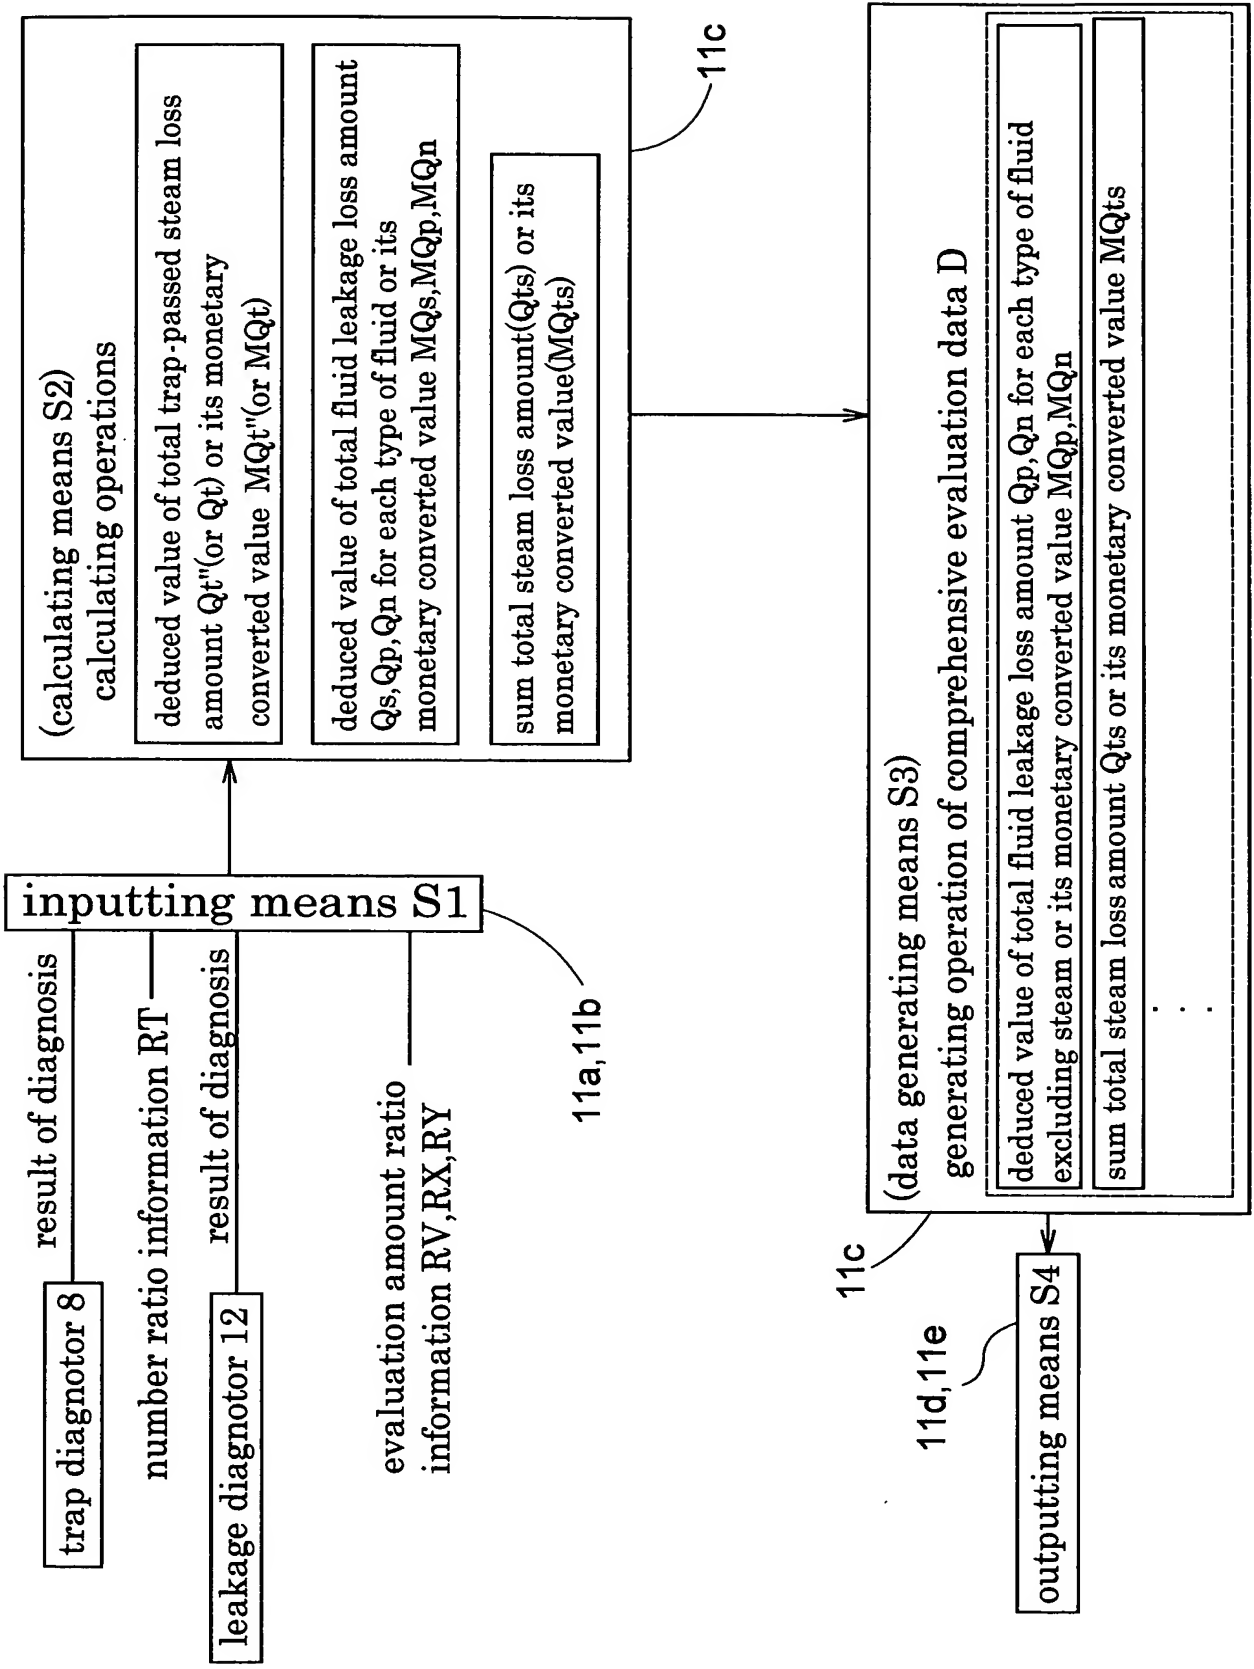 trap diagnotor 8
result of diagnosis
number ratio information RT
leakage diagnotor 12
result of diagnosis
evaluation amount ratio
information RV,RX,RY
inputting means S1
11a,11b
(calculating means S2)
calculating operations
deduced value of total trap-passed steam loss
amount Qt"(or Qt) or its monetary
converted value MQt"(or MQt)
deduced value of total fluid leakage loss amount
Qs,Qp,Qn for each type of fluid or its
monetary converted value MQs,MQp,MQn
sum total steam loss amount(Qts) or its
monetary converted value(MQts)
11c
(data generating means S3)
generating operation of comprehensive evaluation data D
deduced value of total fluid leakage loss amount Qp,Qn for each type of fluid
excluding steam or its monetary converted value MQp,MQn
sum total steam loss amount Qts or its monetary converted value MQts
. . .
11c
outputting means S4
11d,11e